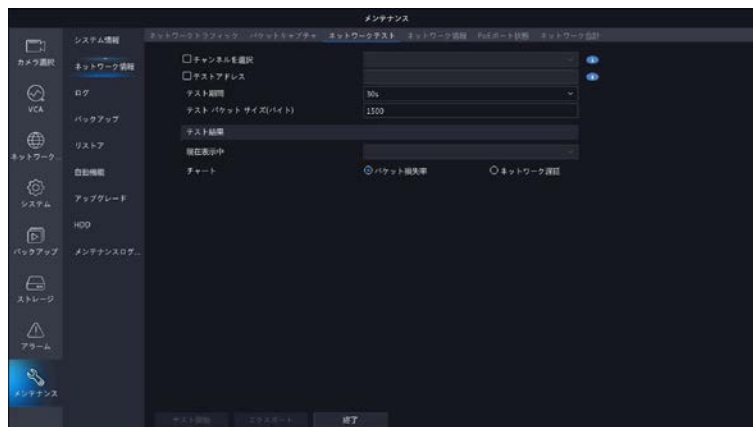 メンテナンス
カメラ選択
VCA
ネットワーク...
システム
バックアップ
ストレージ
アラーム
メンテナンス
システム情報
ネットワーク情報
ログ
バックアップ
リストア
自動機能
アップグレード
HDD
メンテナンスログ...
ネットワークトラフィック パケットキャプチャ ネットワークテスト ネットワーク情報 PoEポート状態 ネットワーク合計
チャンネルを選択
テストアドレス
テスト期間 30s
テスト パケット サイズ(バイト) 1500
テスト結果
現在表示中
チャート パケット損失率 ネットワーク遅延
テスト開始 エクスポート 終了